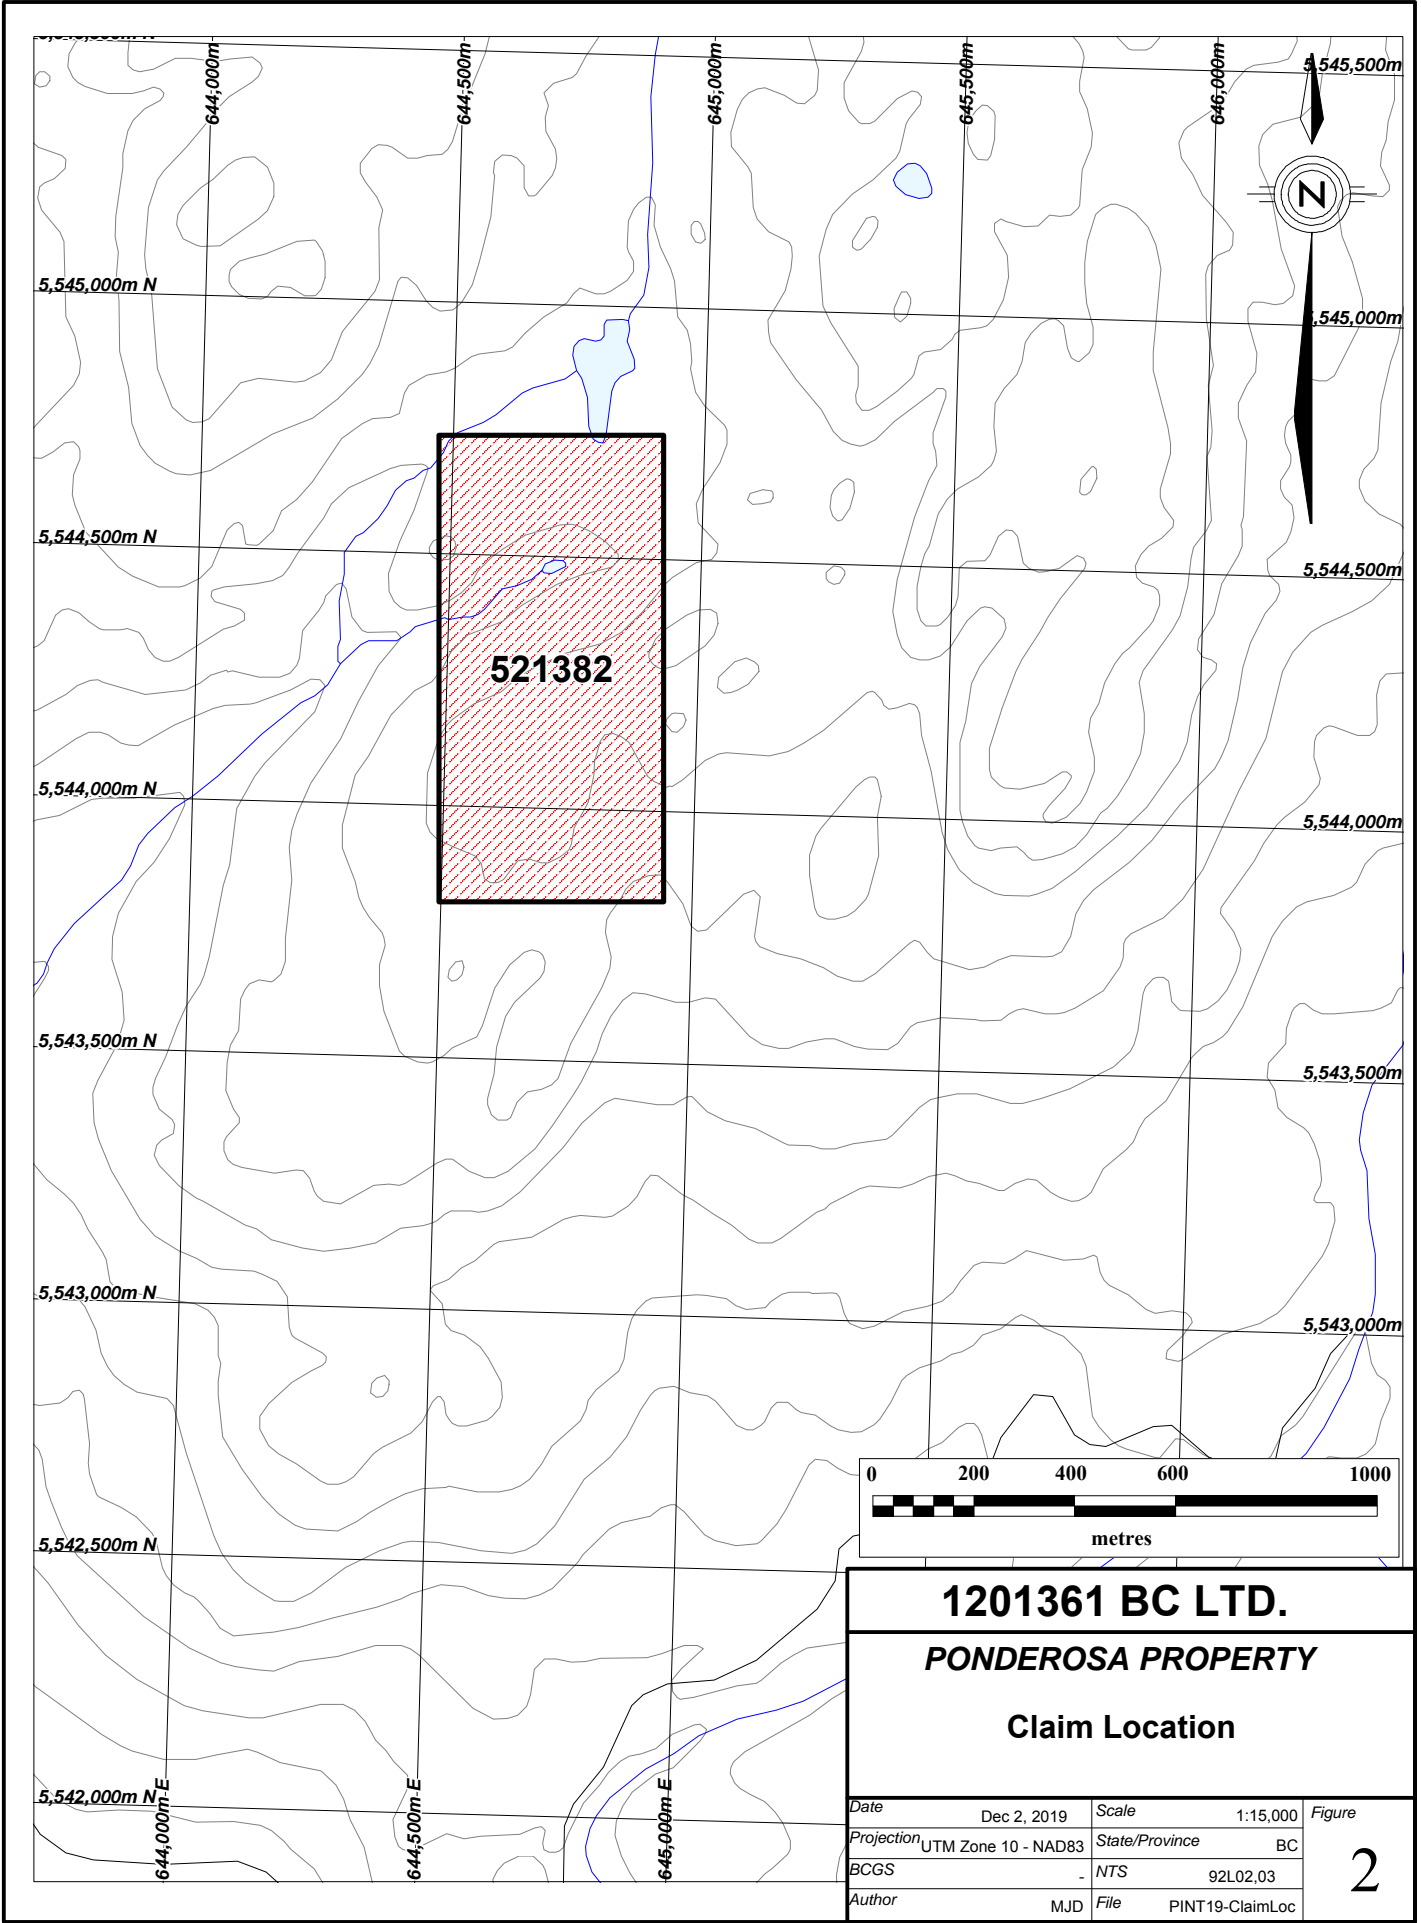 644,000m
644,500m
645,000m
645,500m
646,000m
5,545,500m
N
5,545,000m N
5,545,000m
5,544,500m N
5,544,500m
521382
5,544,000m N
5,544,000m
5,543,500m N
5,543,500m
5,543,000m N
5,543,000m
0 200 400 600 1000
metres
5,542,500m N
1201361 BC LTD.
PONDEROSA PROPERTY
Claim Location
5,542,000m N
644,000m E
644,500m E
645,000m E
Date Dec 2, 2019 Scale 1:15,000 Figure
Projection UTM Zone 10 - NAD83 State/Province BC
BCGS - NTS 92L02,03
2
Author MJD File PINT19-ClaimLoc